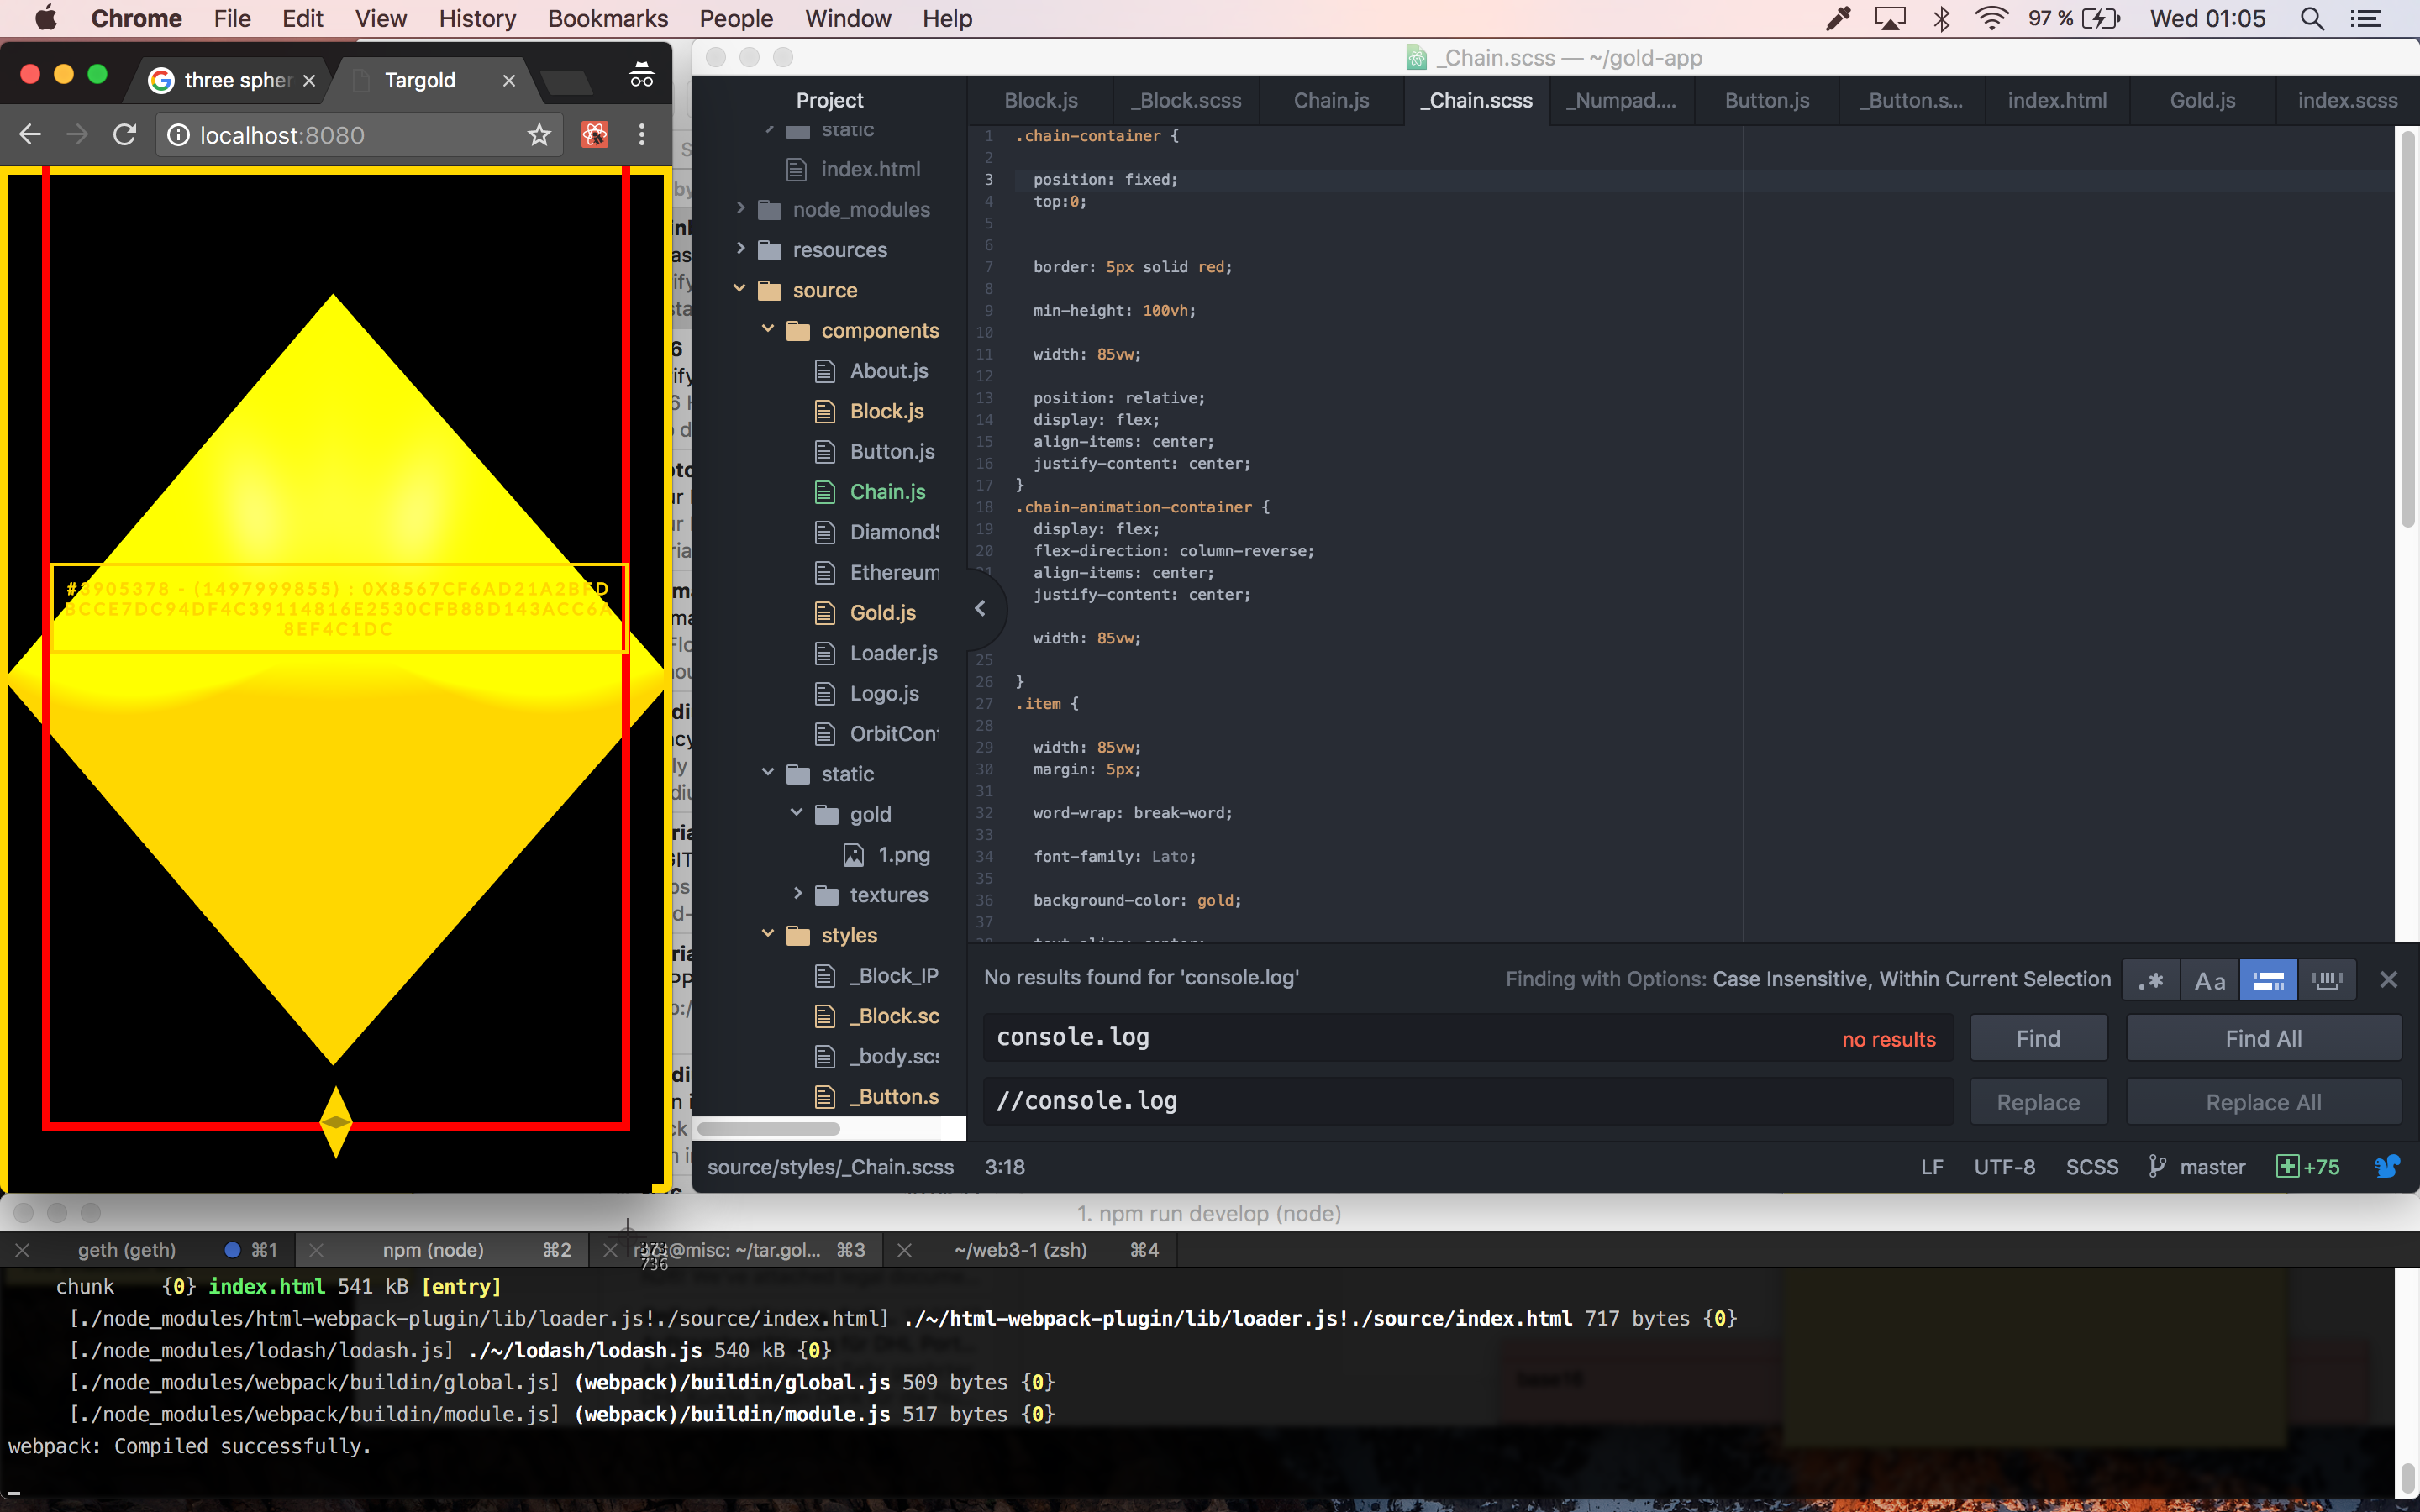 Chrome File Edit View History Bookmarks People Window Help 97 % Wed 01:05
three spher Targold
localhost:8080
#3905378 - (1497999855) : 0X8567CF6AD21A2BFD
BCCE7DC94DF4C39114816E2530CFB88D143ACC6A
8EF4C1DC
_Chain.scss — ~/gold-app
Project
static
index.html
node_modules
resources
source
components
About.js
Block.js
Button.js
Chain.js
DiamondS
Ethereum
Gold.js
Loader.js
Logo.js
OrbitCont
static
gold
1.png
textures
styles
_Block_IP
_Block.sc
_body.scs
_Button.s
Block.js _Block.scss Chain.js _Chain.scss _Numpad.... Button.js _Button.s... index.html Gold.js index.scss
1 .chain-container {
2
3 position: fixed;
4 top:0;
5
6
7 border: 5px solid red;
8
9 min-height: 100vh;
10
11 width: 85vw;
12
13 position: relative;
14 display: flex;
15 align-items: center;
16 justify-content: center;
17 }
18 .chain-animation-container {
19 display: flex;
20 flex-direction: column-reverse;
21 align-items: center;
justify-content: center;
width: 85vw;
25
26 }
27 .item {
28
29 width: 85vw;
30 margin: 5px;
31
32 word-wrap: break-word;
33
34 font-family: Lato;
35
36 background-color: gold;
37
38 text-align: center;
No results found for 'console.log' Finding with Options: Case Insensitive, Within Current Selection .* Aa
console.log no results Find Find All
//console.log Replace Replace All
source/styles/_Chain.scss 3:18 LF UTF-8 SCSS master +75
1. npm run develop (node)
geth (geth) ⌘1 npm (node) ⌘2 @misc: ~/tar.gol... ⌘3 ~/web3-1 (zsh) ⌘4
373
736
chunk {0} index.html 541 kB [entry]
[./node_modules/html-webpack-plugin/lib/loader.js!./source/index.html] ./~/html-webpack-plugin/lib/loader.js!./source/index.html 717 bytes {0}
[./node_modules/lodash/lodash.js] ./~/lodash/lodash.js 540 kB {0}
[./node_modules/webpack/buildin/global.js] (webpack)/buildin/global.js 509 bytes {0}
[./node_modules/webpack/buildin/module.js] (webpack)/buildin/module.js 517 bytes {0}
webpack: Compiled successfully.